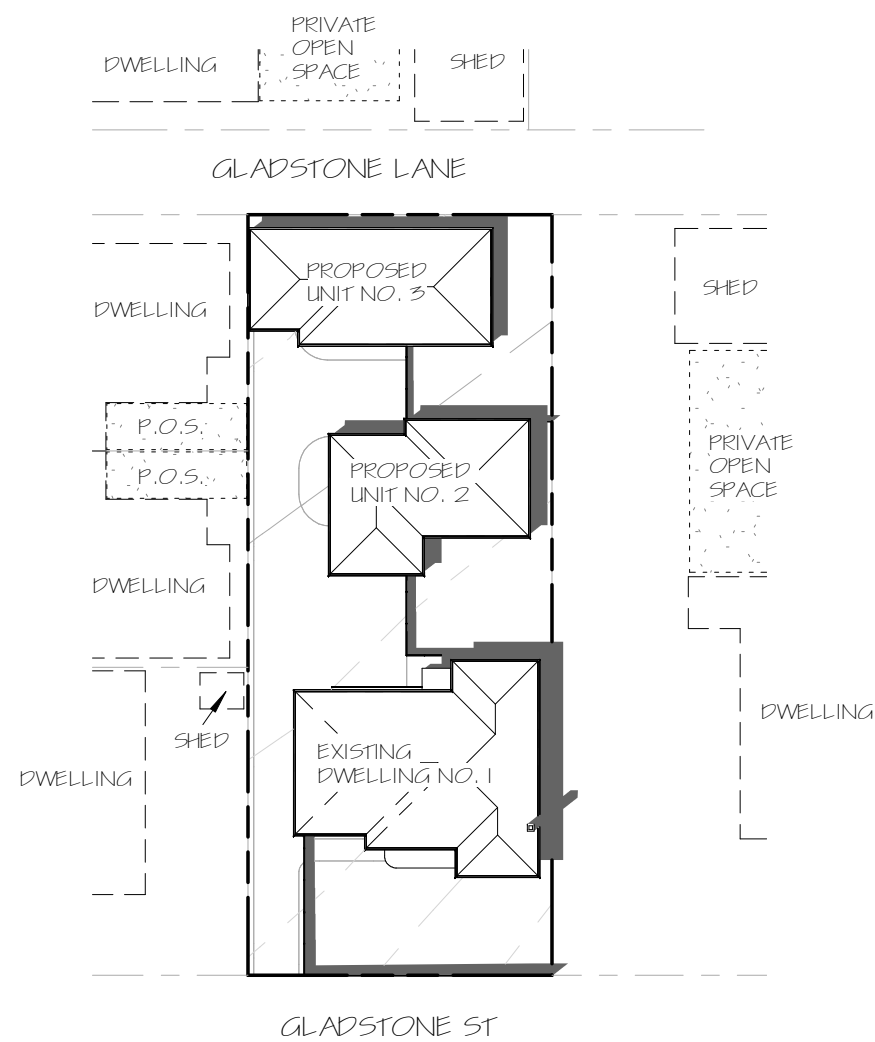 PRIVATE
OPEN
SPACE
DWELLING
SHED
GLADSTONE LANE
PROPOSED
UNIT NO. 3
SHED
DWELLING
P.O.S.
P.O.S.
PROPOSED
UNIT NO. 2
PRIVATE
OPEN
SPACE
DWELLING
SHED
DWELLING
EXISTING
DWELLING NO. 1
DWELLING
GLADSTONE ST